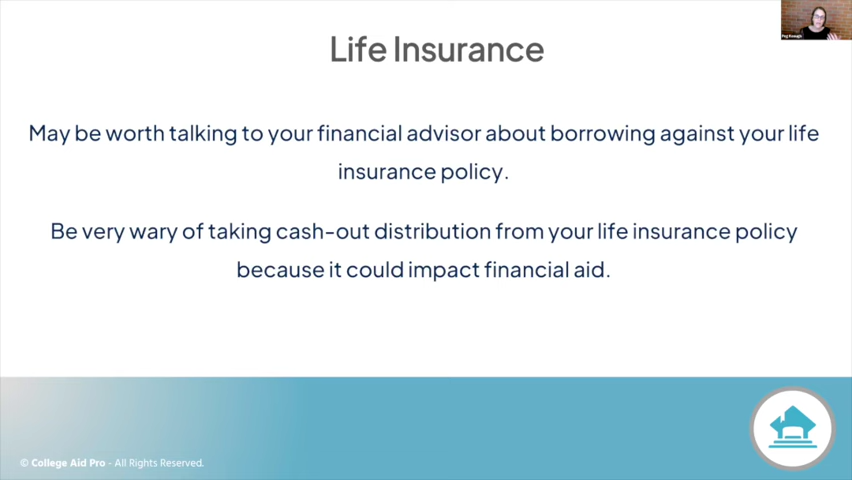 Life Insurance
May be worth talking to your financial advisor about borrowing against your life
insurance policy.
Be very wary of taking cash-out distribution from your life insurance policy
because it could impact financial aid.
© College Aid Pro - All Rights Reserved.